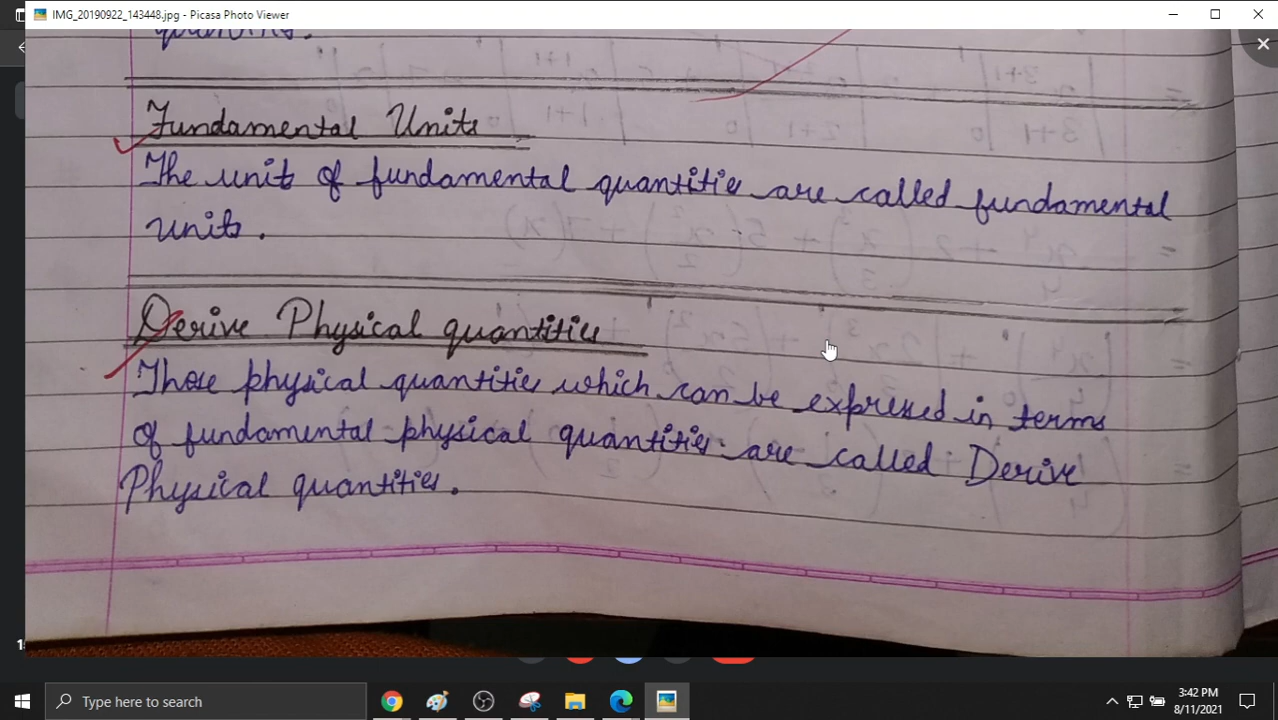 IMG_20190922_143448.jpg - Picasa Photo Viewer
Fundamental Units
The unit of fundamental quantities are called fundamental
units.
Derive Physical quantities
Those physical quantities which can be expressed in terms
of fundamental physical quantities are called Derive
Physical quantities.
Type here to search
3:42 PM
8/11/2021